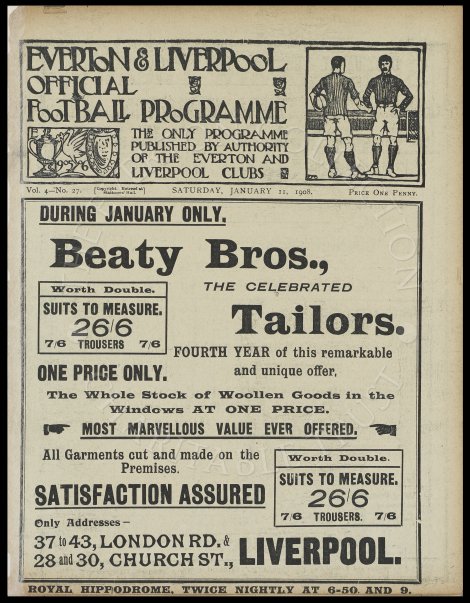 EVERTON & LIVERPOOL
OFFICIAL
FOOTBALL PROGRAMME
THE ONLY PROGRAMME
PUBLISHED BY AUTHORITY
OF THE EVERTON AND
LIVERPOOL CLUBS
Vol. 4—No. 27.
SATURDAY, JANUARY 11, 1908.
PRICE ONE PENNY.
DURING JANUARY ONLY.
Beaty Bros.,
THE CELEBRATED
Tailors.
Worth Double.
SUITS TO MEASURE.
26/6
7/6 TROUSERS 7/6
FOURTH YEAR of this remarkable
and unique offer,
ONE PRICE ONLY.
The Whole Stock of Woollen Goods in the
Windows AT ONE PRICE.
MOST MARVELLOUS VALUE EVER OFFERED.
All Garments cut and made on the
Premises.
SATISFACTION ASSURED
Worth Double.
SUITS TO MEASURE.
26/6
7/6 TROUSERS. 7/6
Only Addresses—
37 to 43, LONDON RD. &
28 and 30, CHURCH ST., LIVERPOOL.
ROYAL HIPPODROME, TWICE NIGHTLY AT 6-50 AND 9.